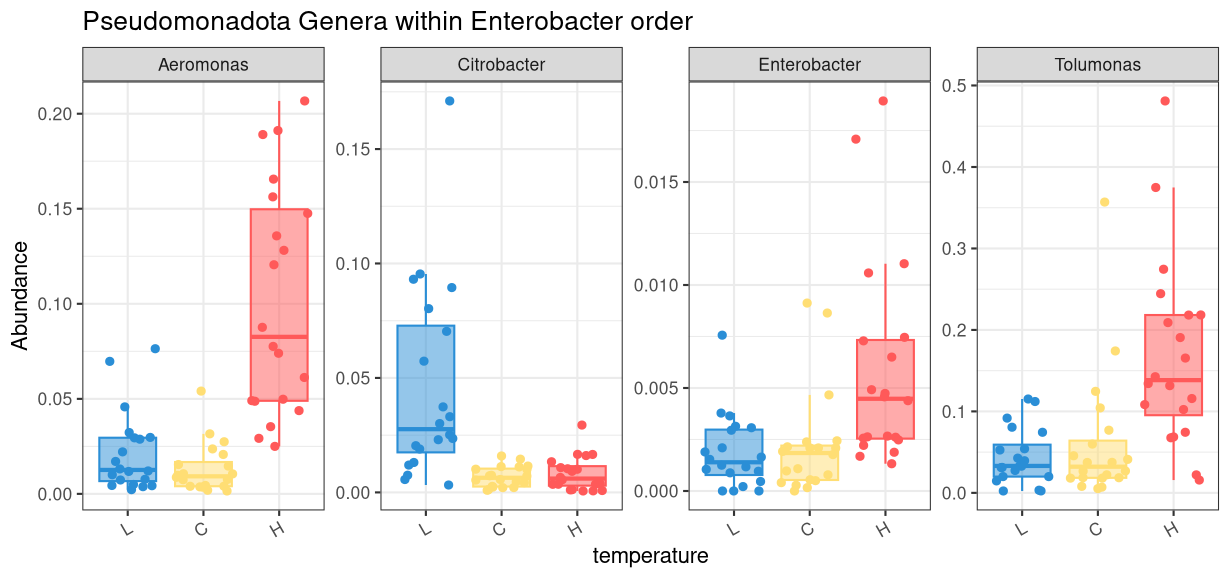 Pseudomonadota Genera within Enterobacter order
Aeromonas
Citrobacter
Enterobacter
Tolumonas
Abundance
0.20
0.15
0.10
0.05
0.00
0.15
0.10
0.05
0.00
0.015
0.010
0.005
0.000
0.5
0.4
0.3
0.2
0.1
0.0
L C H
L C H
L C H
L C H
temperature